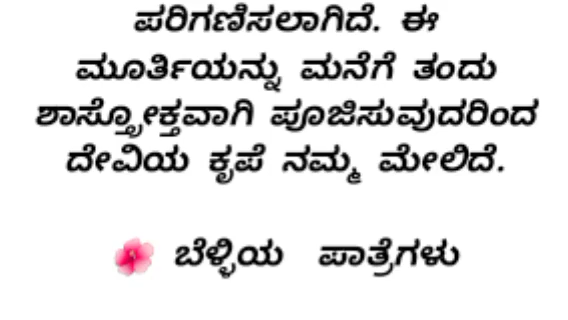 ಪರಿಗಣಿಸಲಾಗಿದೆ. ಈ
ಮೂರ್ತಿಯನ್ನು ಮನೆಗೆ ತಂದು
ಶಾಸ್ತ್ರೋಕ್ತವಾಗಿ ಪೂಜಿಸುವುದರಿಂದ
ದೇವಿಯ ಕೃಪೆ ನಮ್ಮ ಮೇಲಿದೆ.
🌺 ಬೆಳ್ಳಿಯ ಪಾತ್ರೆಗಳು